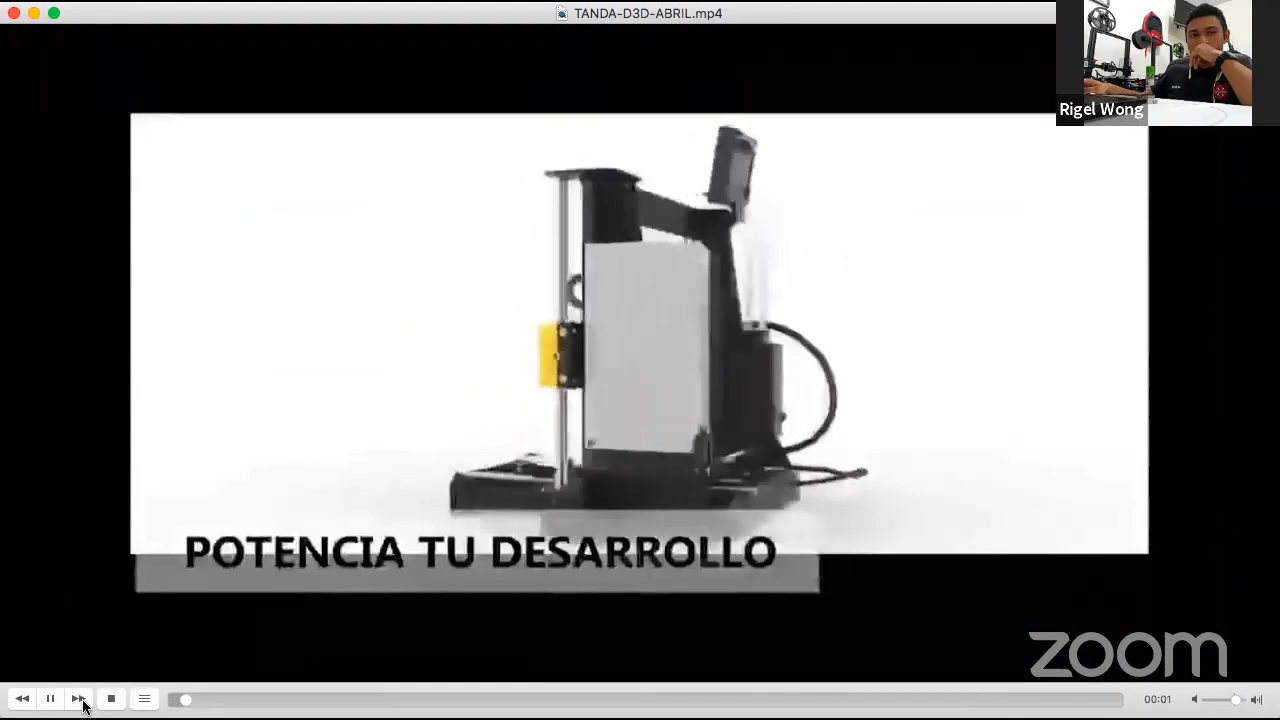 TANDA-D3D-ABRIL.mp4
Rigel Wong
POTENCIA TU DESARROLLO
zoom
00:01